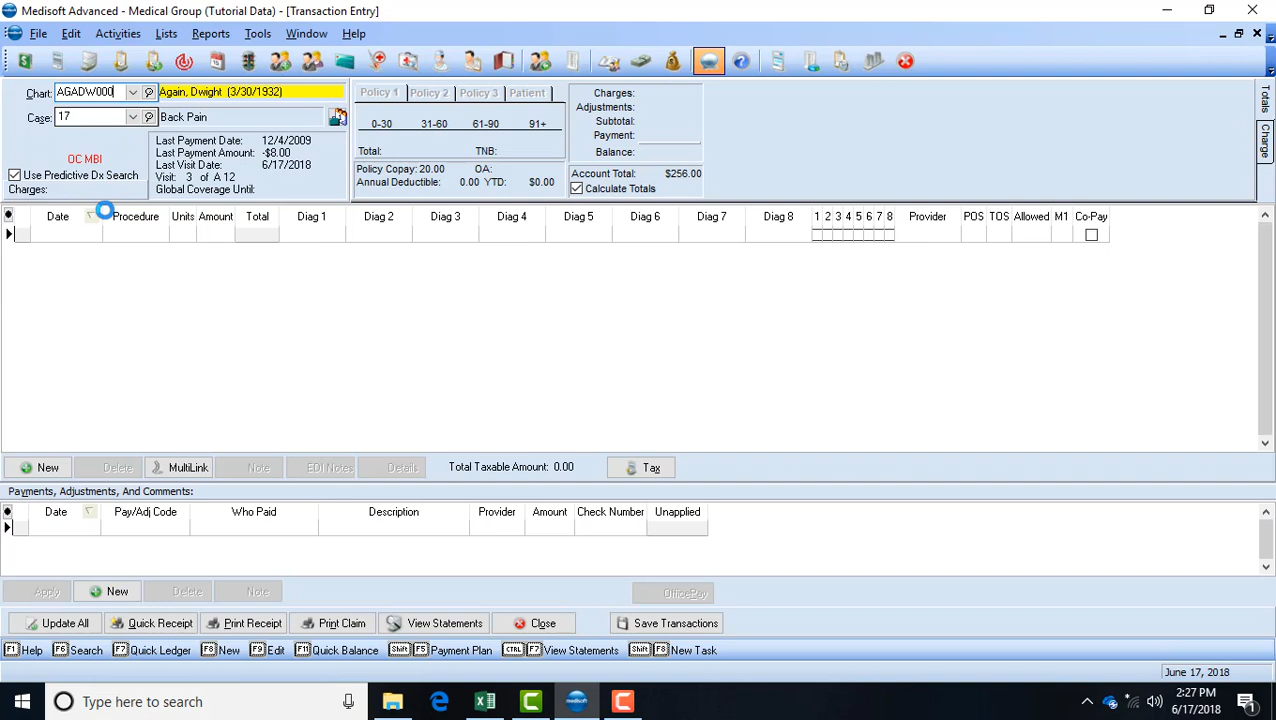 Medisoft Advanced - Medical Group (Tutorial Data) - [Transaction Entry]
File Edit Activities Lists Reports Tools Window Help
Chart: AGADW000 Again, Dwight (3/30/1932)
Case: 17 Back Pain
OC MBI
Use Predictive Dx Search
Charges:
Last Payment Date: 12/4/2009
Last Payment Amount: -$8.00
Last Visit Date: 6/17/2018
Visit: 3 of A 12
Global Coverage Until:
Policy 1 Policy 2 Policy 3 Patient
0-30 31-60 61-90 91+
Total: TNB:
Policy Copay: 20.00 OA:
Annual Deductible: 0.00 YTD: $0.00
Charges:
Adjustments:
Subtotal:
Payment:
Balance:
Account Total: $256.00
Calculate Totals
Totals
Charge
Date Procedure Units Amount Total Diag 1 Diag 2 Diag 3 Diag 4 Diag 5 Diag 6 Diag 7 Diag 8 1 2 3 4 5 6 7 8 Provider POS TOS Allowed M1 Co-Pay
New Delete MultiLink Note EDI Notes Details Total Taxable Amount: 0.00 Tax
Payments, Adjustments, And Comments:
Date Pay/Adj Code Who Paid Description Provider Amount Check Number Unapplied
Apply New Delete Note OfficePay
Update All Quick Receipt Print Receipt Print Claim View Statements Close Save Transactions
F1 Help F6 Search F7 Quick Ledger F8 New F9 Edit F11 Quick Balance Shift F5 Payment Plan CTRL F7 View Statements Shift F8 New Task
June 17, 2018
Type here to search
2:27 PM
6/17/2018
1